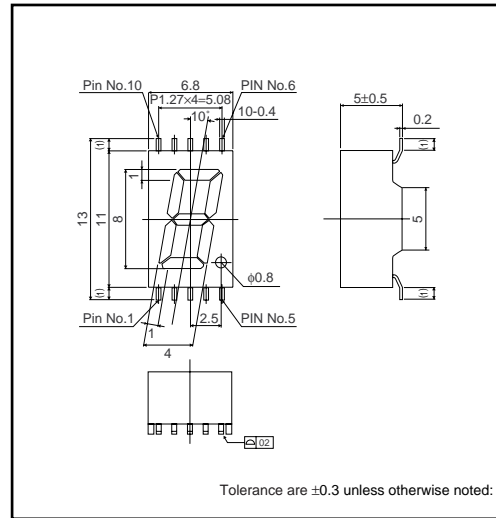 Pin No.10
6.8
PIN No.6
P1.27×4=5.08
10°
10-0.4
5±0.5
0.2
(1)
(1)
1
13
11
8
5
φ0.8
(1)
(1)
Pin No.1
PIN No.5
2.5
1
4
D 02
Tolerance are ±0.3 unless otherwise noted: